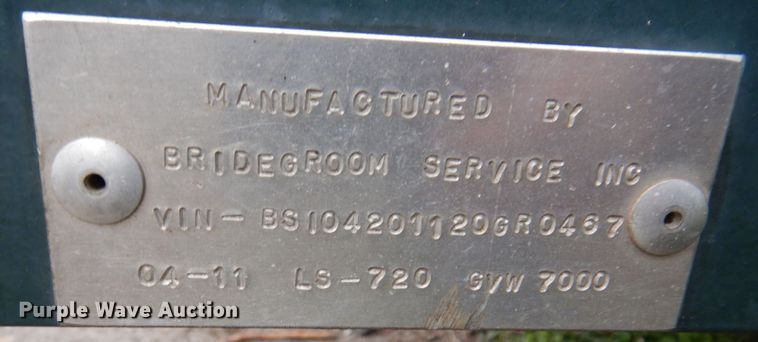 MANUFACTURED BY
BRIDEGROOM SERVICE INC
VIN-BS104201120GR0467
04-11 LS-720 GVW 7000
Purple Wave Auction